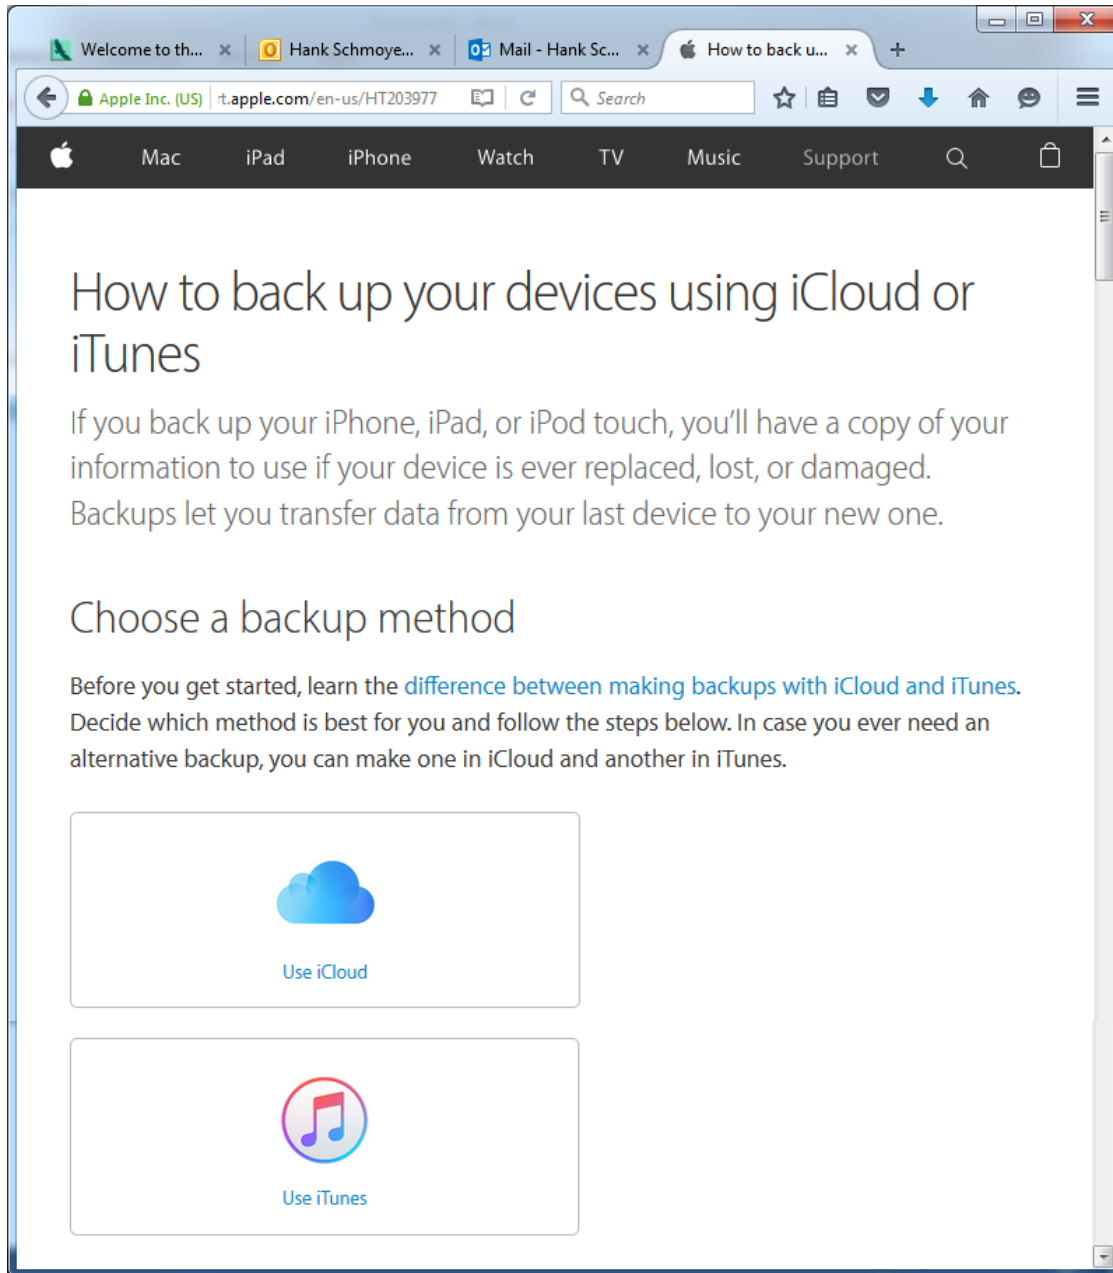 Welcome to th...
Hank Schmoye...
Mail - Hank Sc...
How to back u...
Apple Inc. (US) rt.apple.com/en-us/HT203977 Search
Mac iPad iPhone Watch TV Music Support
How to back up your devices using iCloud or
iTunes
If you back up your iPhone, iPad, or iPod touch, you’ll have a copy of your
information to use if your device is ever replaced, lost, or damaged.
Backups let you transfer data from your last device to your new one.
Choose a backup method
Before you get started, learn the difference between making backups with iCloud and iTunes.
Decide which method is best for you and follow the steps below. In case you ever need an
alternative backup, you can make one in iCloud and another in iTunes.
Use iCloud
Use iTunes